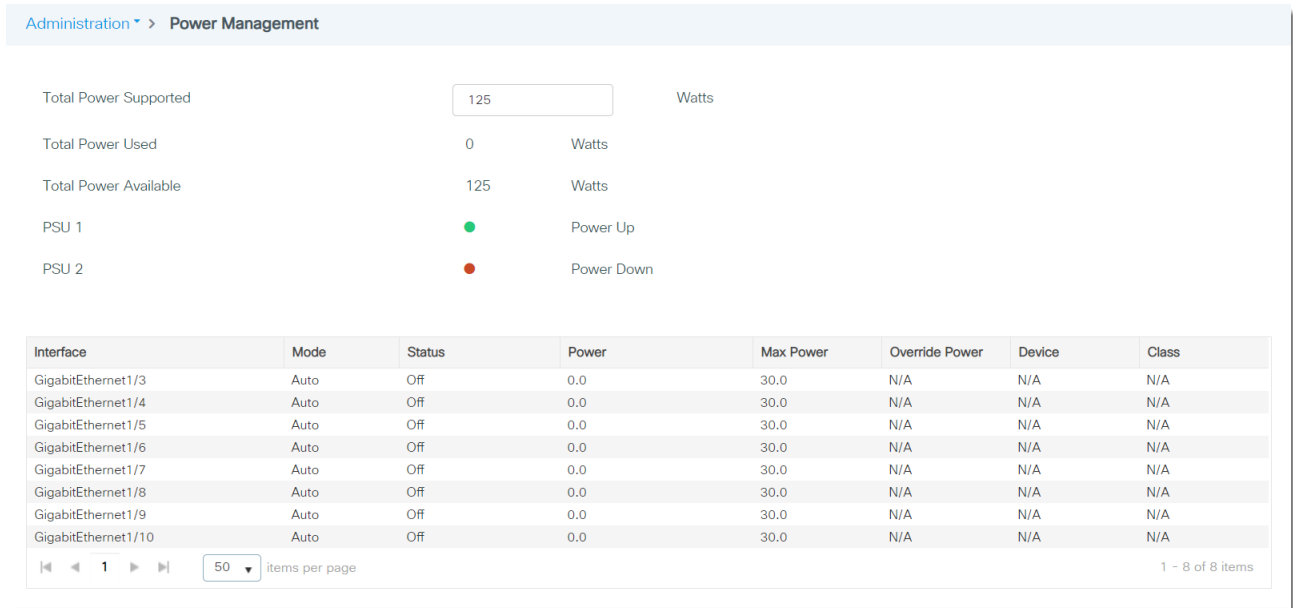 Administration > Power Management
Total Power Supported 125 Watts
Total Power Used 0 Watts
Total Power Available 125 Watts
PSU 1 Power Up
PSU 2 Power Down
Interface Mode Status Power Max Power Override Power Device Class
GigabitEthernet1/3 Auto Off 0.0 30.0 N/A N/A N/A
GigabitEthernet1/4 Auto Off 0.0 30.0 N/A N/A N/A
GigabitEthernet1/5 Auto Off 0.0 30.0 N/A N/A N/A
GigabitEthernet1/6 Auto Off 0.0 30.0 N/A N/A N/A
GigabitEthernet1/7 Auto Off 0.0 30.0 N/A N/A N/A
GigabitEthernet1/8 Auto Off 0.0 30.0 N/A N/A N/A
GigabitEthernet1/9 Auto Off 0.0 30.0 N/A N/A N/A
GigabitEthernet1/10 Auto Off 0.0 30.0 N/A N/A N/A
1 50 items per page 1 - 8 of 8 items